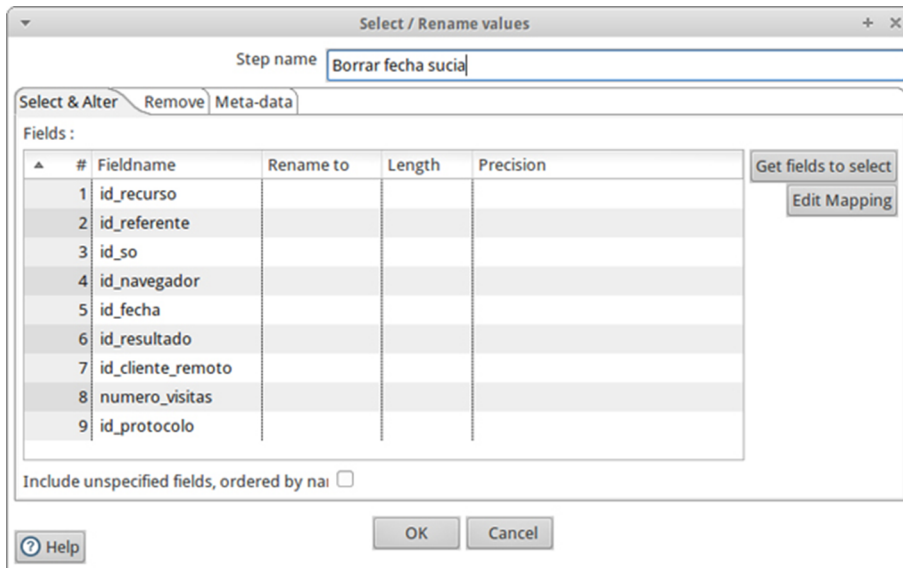 Select / Rename values
Step name Borrar fecha sucia
Select & Alter Remove Meta-data
Fields :
# Fieldname Rename to Length Precision
1 id_recurso
2 id_referente
3 id_so
4 id_navegador
5 id_fecha
6 id_resultado
7 id_cliente_remoto
8 numero_visitas
9 id_protocolo
Get fields to select
Edit Mapping
Include unspecified fields, ordered by nai
OK Cancel
Help